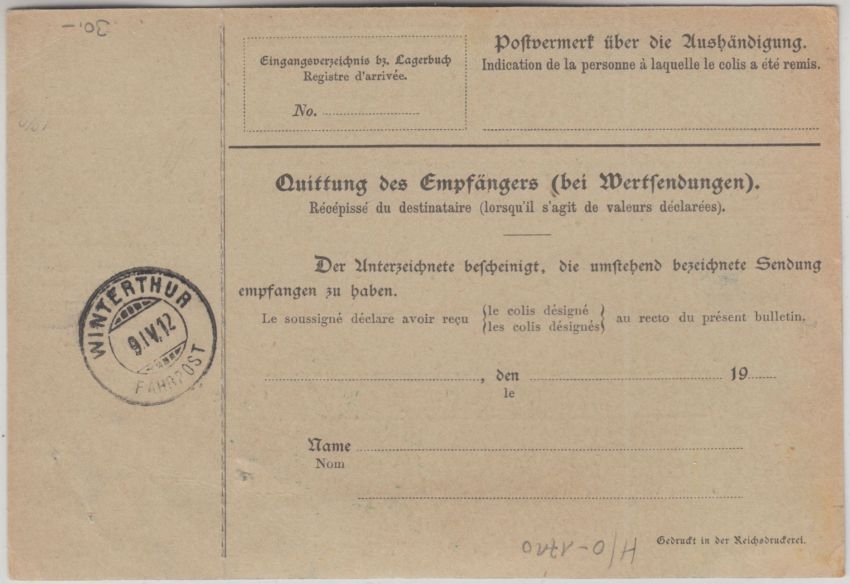 30,-
Eingangsverzeichnis bz. Lagerbuch
Registre d'arrivée.
No.
Postvermerk über die Aushändigung.
Indication de la personne à laquelle le colis a été remis.
Quittung des Empfängers (bei Wertsendungen).
Récépissé du destinataire (lorsqu'il s'agit de valeurs déclarées).
Der Unterzeichnete bescheinigt, die umstehend bezeichnete Sendung
empfangen zu haben.
Le soussigné déclare avoir reçu {le colis désigné / les colis désignés} au recto du présent bulletin.
, den 19
le
Name
Nom
Gedruckt in der Reichsdruckerei.
WINTERTHUR
9.IV.12
FAHRPOST